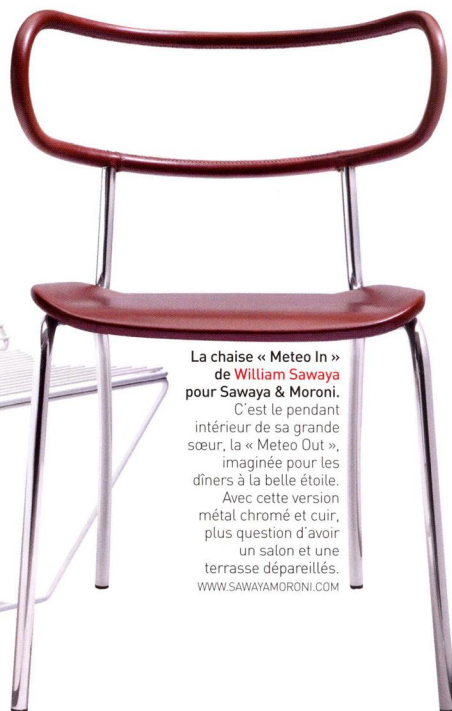 La chaise « Meteo In »
de William Sawaya
pour Sawaya & Moroni.
C'est le pendant
intérieur de sa grande
sœur, la « Meteo Out »,
imaginée pour les
dîners à la belle étoile.
Avec cette version
métal chromé et cuir,
plus question d'avoir
un salon et une
terrasse dépareillés.
WWW.SAWAYAMORONI.COM